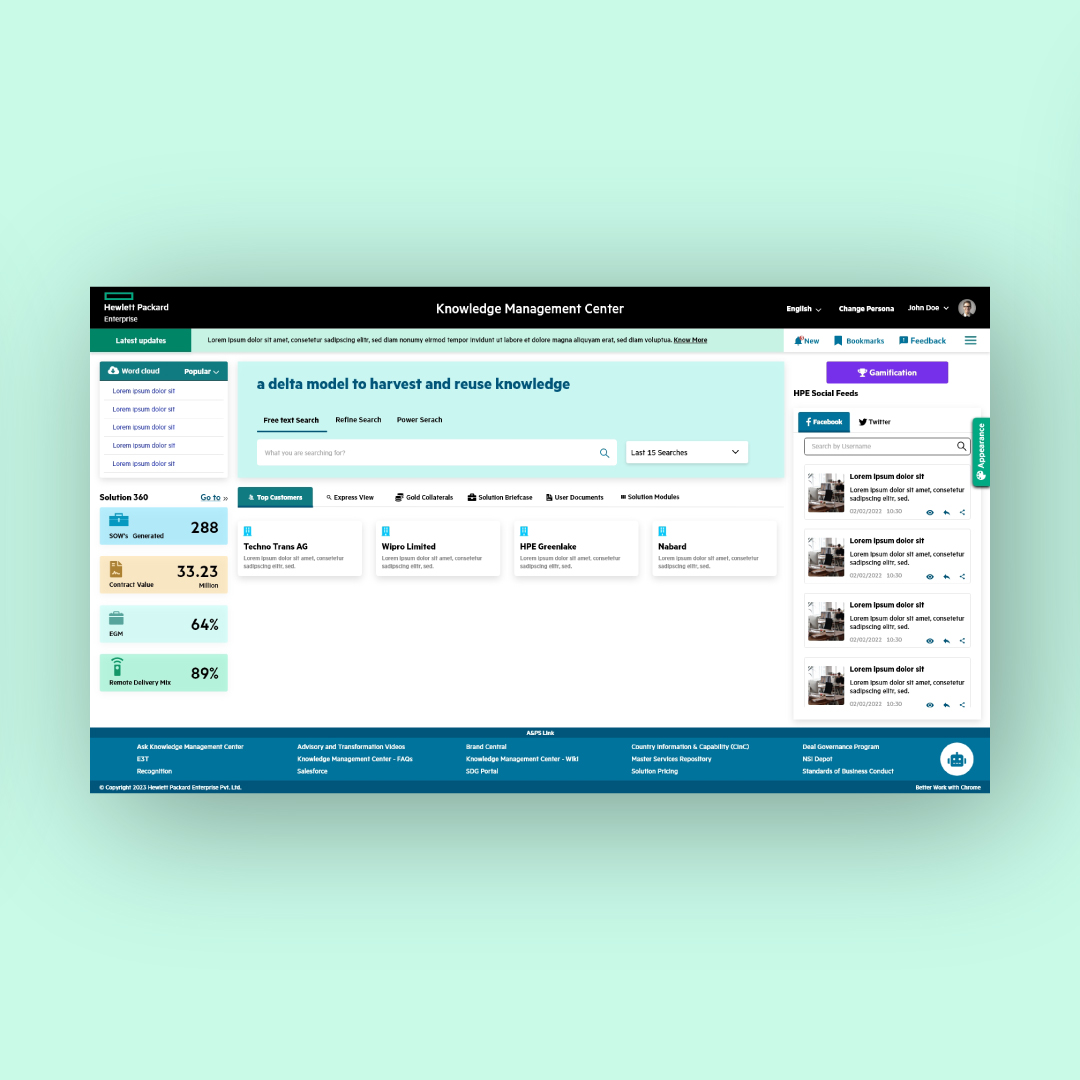 Hewlett Packard
Enterprise
Knowledge Management Center
English
Change Persona
John Doe
Latest updates
Lorem ipsum dolor sit amet, consetetur sadipscing elitr, sed diam nonumy eirmod tempor invidunt ut labore et dolore magna aliquyam erat, sed diam voluptua. Know More
New
Bookmarks
Feedback
Word cloud
Popular
Lorem ipsum dolor sit
Lorem ipsum dolor sit
Lorem ipsum dolor sit
Lorem ipsum dolor sit
Lorem ipsum dolor sit
Solution 360
Go to »
288
SOW's Generated
33.23
Contract Value
Million
64%
EGM
89%
Remote Delivery Mix
a delta model to harvest and reuse knowledge
Free text Search
Refine Search
Power Serach
What you are searching for?
Last 15 Searches
Top Customers
Express View
Gold Collaterals
Solution Briefcase
User Documents
Solution Modules
Techno Trans AG
Lorem ipsum dolor sit amet, consetetur
sadipscing elitr, sed.
Wipro Limited
Lorem ipsum dolor sit amet, consetetur
sadipscing elitr, sed.
HPE Greenlake
Lorem ipsum dolor sit amet, consetetur
sadipscing elitr, sed.
Nabard
Lorem ipsum dolor sit amet, consetetur
sadipscing elitr, sed.
Gamification
HPE Social Feeds
Facebook
Twitter
Search by Username
Appearance
Lorem ipsum dolor sit
Lorem ipsum dolor sit amet, consetetur
sadipscing elitr, sed.
02/02/2022 10:30
Lorem ipsum dolor sit
Lorem ipsum dolor sit amet, consetetur
sadipscing elitr, sed.
02/02/2022 10:30
Lorem ipsum dolor sit
Lorem ipsum dolor sit amet, consetetur
sadipscing elitr, sed.
02/02/2022 10:30
Lorem ipsum dolor sit
Lorem ipsum dolor sit amet, consetetur
sadipscing elitr, sed.
02/02/2022 10:30
A&PS Link
Ask Knowledge Management Center
E3T
Recognition
Advisory and Transformation Videos
Knowledge Management Center - FAQs
Salesforce
Brand Central
Knowledge Management Center - Wiki
SDG Portal
Country Information & Capability (CinC)
Master Services Repository
Solution Pricing
Deal Governance Program
NSI Depot
Standards of Business Conduct
© Copyright 2023 Hewlett Packard Enterprise Pvt. Ltd.
Better Work with Chrome